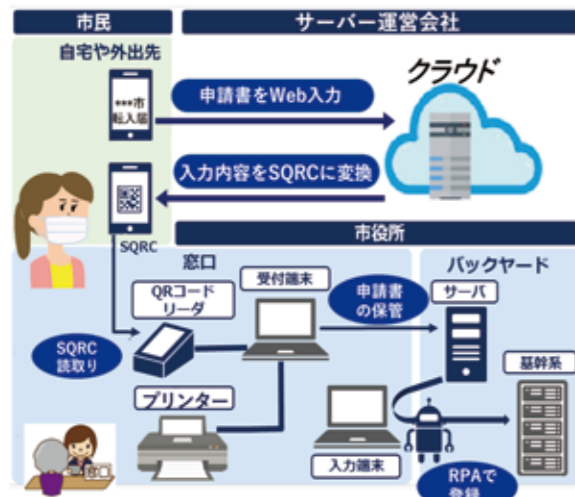 市民
サーバー運営会社
自宅や外出先
クラウド
***市
転入届
申請書をWeb入力
入力内容をSQRCに変換
SQRC
市役所
窓口
バックヤード
QRコード
リーダ
受付端末
申請書
の保管
サーバ
SQRC
読取り
基幹系
プリンター
入力端末
RPAで
登録